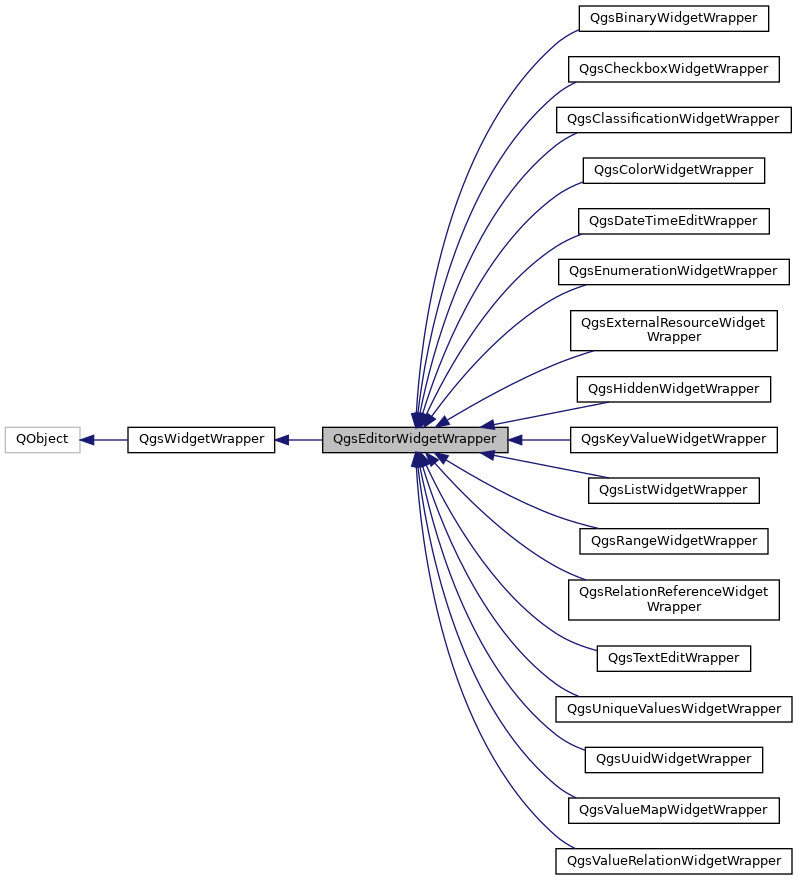 QgsBinaryWidgetWrapper
QgsCheckboxWidgetWrapper
QgsClassificationWidgetWrapper
QgsColorWidgetWrapper
QgsDateTimeEditWrapper
QgsEnumerationWidgetWrapper
QgsExternalResourceWidget
Wrapper
QgsHiddenWidgetWrapper
QObject
QgsWidgetWrapper
QgsEditorWidgetWrapper
QgsKeyValueWidgetWrapper
QgsListWidgetWrapper
QgsRangeWidgetWrapper
QgsRelationReferenceWidget
Wrapper
QgsTextEditWrapper
QgsUniqueValuesWidgetWrapper
QgsUuidWidgetWrapper
QgsValueMapWidgetWrapper
QgsValueRelationWidgetWrapper